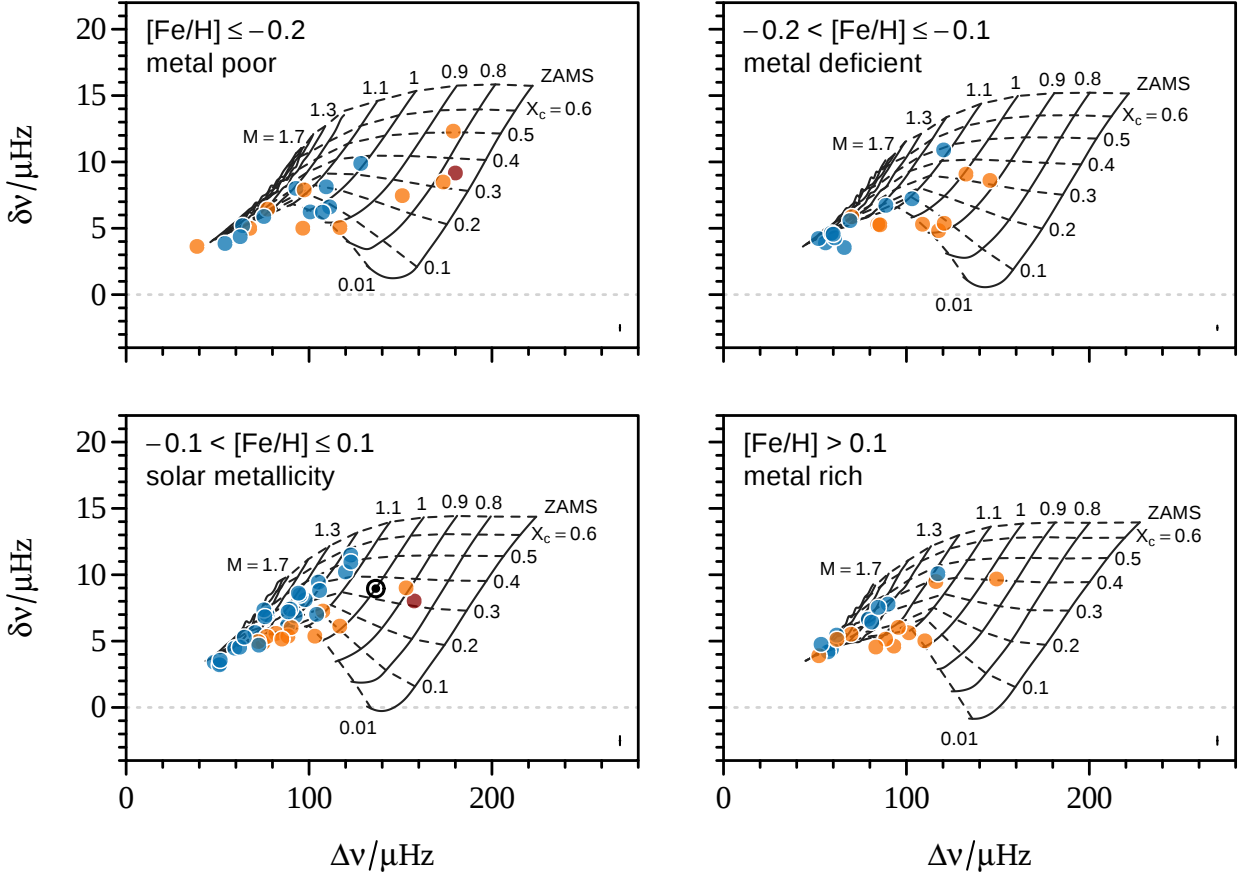 [Fe/H] ≤ −0.2
metal poor
M = 1.7
1.3
1.1
1
0.9
0.8
ZAMS
Xc = 0.6
0.5
0.4
0.3
0.2
0.1
0.01
20
15
10
5
0
δν/μHz
−0.2 < [Fe/H] ≤ −0.1
metal deficient
M = 1.7
1.3
1.1
1
0.9
0.8
ZAMS
Xc = 0.6
0.5
0.4
0.3
0.2
0.1
0.01
−0.1 < [Fe/H] ≤ 0.1
solar metallicity
M = 1.7
1.3
1.1
1
0.9
0.8
ZAMS
Xc = 0.6
0.5
0.4
0.3
0.2
0.1
0.01
20
15
10
5
0
δν/μHz
0
100
200
Δν/μHz
[Fe/H] > 0.1
metal rich
M = 1.7
1.3
1.1
1
0.9
0.8
ZAMS
Xc = 0.6
0.5
0.4
0.3
0.2
0.1
0.01
0
100
200
Δν/μHz